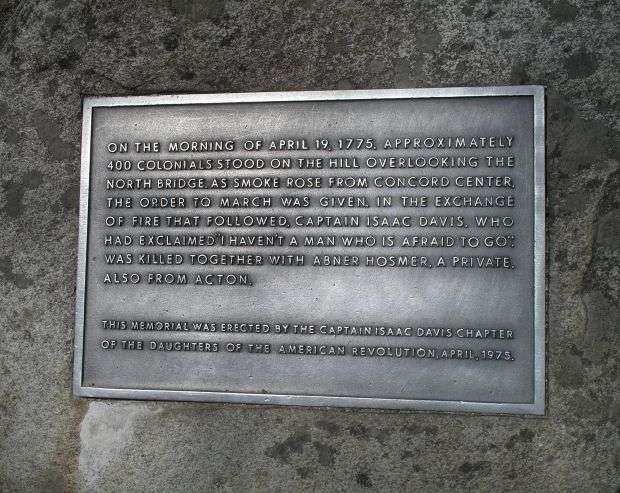 ON THE MORNING OF APRIL 19, 1775, APPROXIMATELY
400 COLONIALS STOOD ON THE HILL OVERLOOKING THE
NORTH BRIDGE. AS SMOKE ROSE FROM CONCORD CENTER,
THE ORDER TO MARCH WAS GIVEN. IN THE EXCHANGE
OF FIRE THAT FOLLOWED, CAPTAIN ISAAC DAVIS, WHO
HAD EXCLAIMED "I HAVEN'T A MAN WHO IS AFRAID TO GO",
WAS KILLED TOGETHER WITH ABNER HOSMER, A PRIVATE,
ALSO FROM ACTON.
THIS MEMORIAL WAS ERECTED BY THE CAPTAIN ISAAC DAVIS CHAPTER
OF THE DAUGHTERS OF THE AMERICAN REVOLUTION, APRIL, 1975.